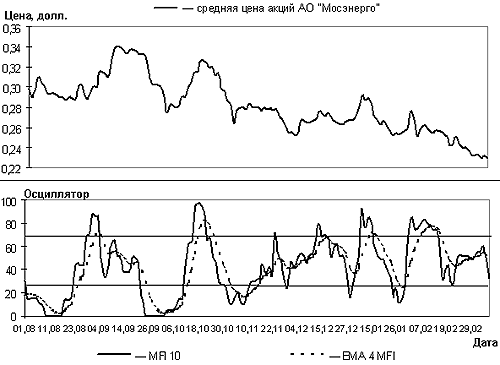 — средняя цена акций АО "Мосэнерго"
Цена, долл.
0,36
0,34
0,32
0,30
0,28
0,26
0,24
0,22
Осциллятор
100
80
60
40
20
0
01,08 11,08 23,08 04,09 14,09 26,09 06,10 18,10 30,10 11,11 22,11 04,12 15,12 27,12 15,01 26,01 07,02 19,02 29,02
Дата
— MFI 10
— EMA 4 MFI